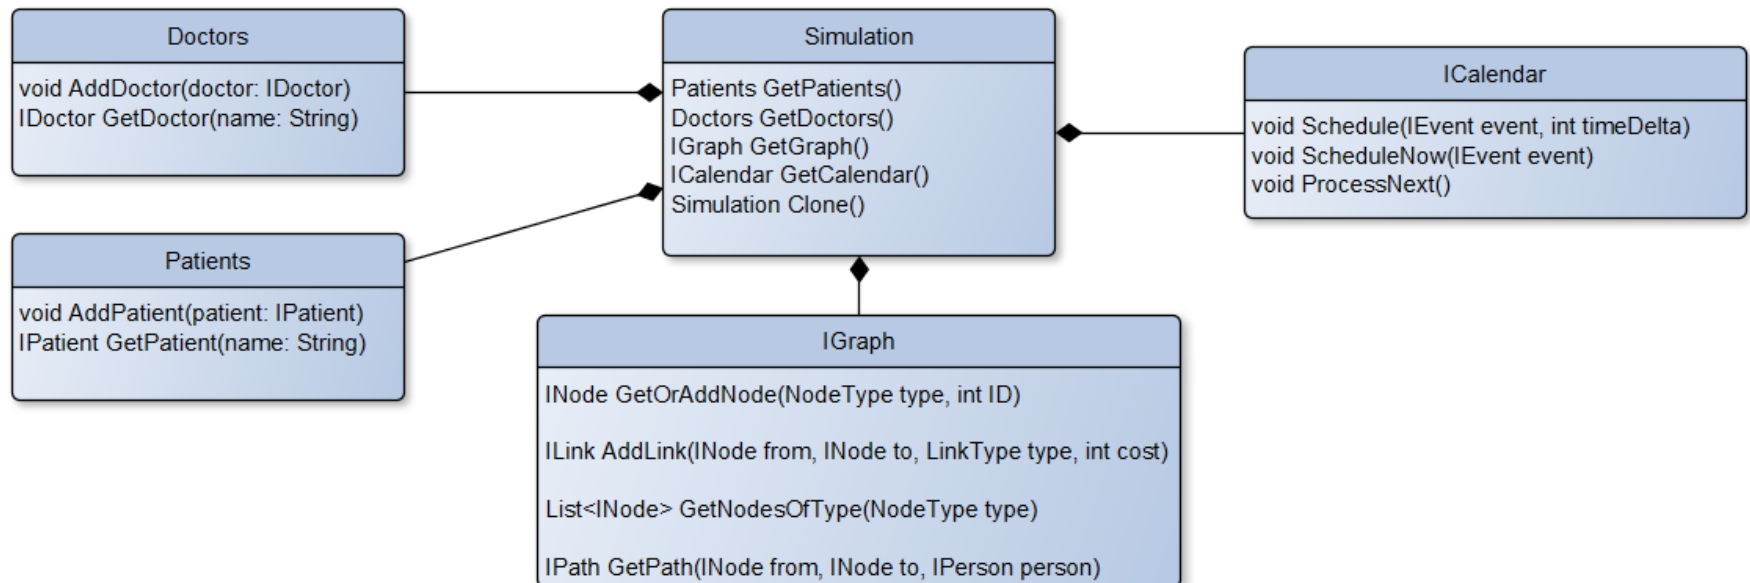 Doctors
void AddDoctor(doctor: IDoctor)
IDoctor GetDoctor(name: String)
Patients
void AddPatient(patient: IPatient)
IPatient GetPatient(name: String)
Simulation
Patients GetPatients()
Doctors GetDoctors()
IGraph GetGraph()
ICalendar GetCalendar()
Simulation Clone()
ICalendar
void Schedule(IEvent event, int timeDelta)
void ScheduleNow(IEvent event)
void ProcessNext()
IGraph
INode GetOrAddNode(NodeType type, int ID)
ILink AddLink(INode from, INode to, LinkType type, int cost)
List<INode> GetNodesOfType(NodeType type)
IPath GetPath(INode from, INode to, IPerson person)